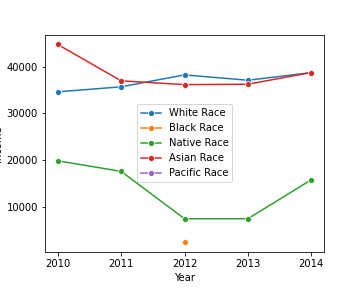 40000
30000
20000
10000
White Race
Black Race
Native Race
Asian Race
Pacific Race
2010 2011 2012 2013 2014
Year